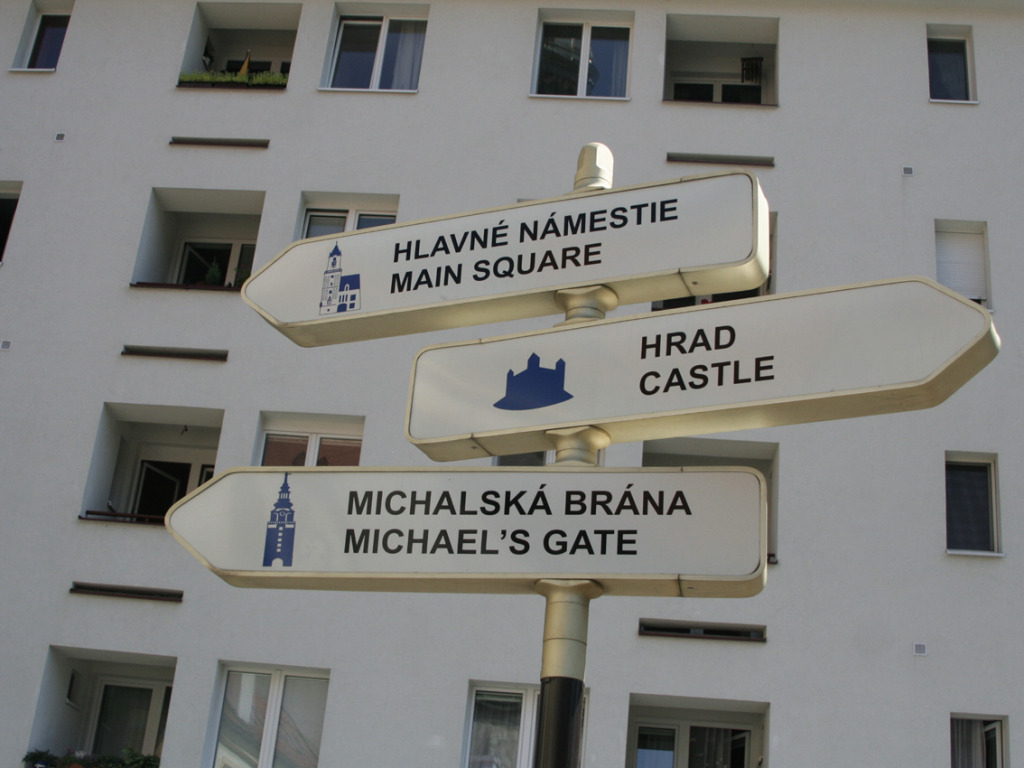 HLAVNÉ NÁMESTIE
MAIN SQUARE
HRAD
CASTLE
MICHALSKÁ BRÁNA
MICHAEL'S GATE